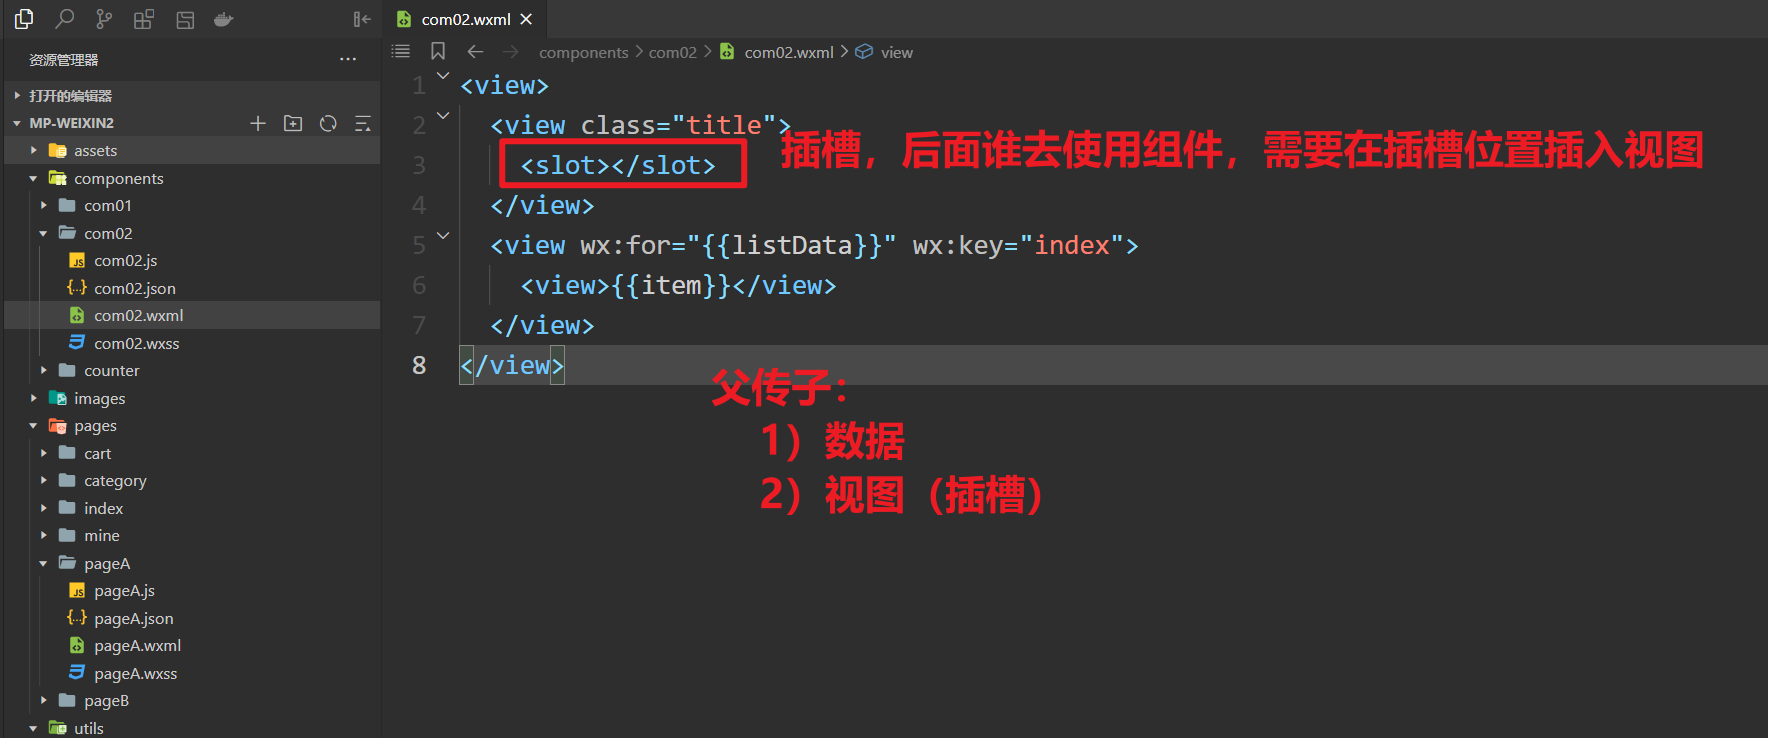 com02.wxml
资源管理器
打开的编辑器
MP-WEIXIN2
assets
components
com01
com02
com02.js
com02.json
com02.wxml
com02.wxss
counter
images
pages
cart
category
index
mine
pageA
pageA.js
pageA.json
pageA.wxml
pageA.wxss
pageB
utils
components > com02 > com02.wxml > view
1 <view>
2 <view class="title">
3 <slot></slot>
插槽，后面谁去使用组件，需要在插槽位置插入视图
4 </view>
5 <view wx:for="{{listData}}" wx:key="index">
6 <view>{{item}}</view>
7 </view>
8 </view>
父传子：
1）数据
2）视图（插槽）